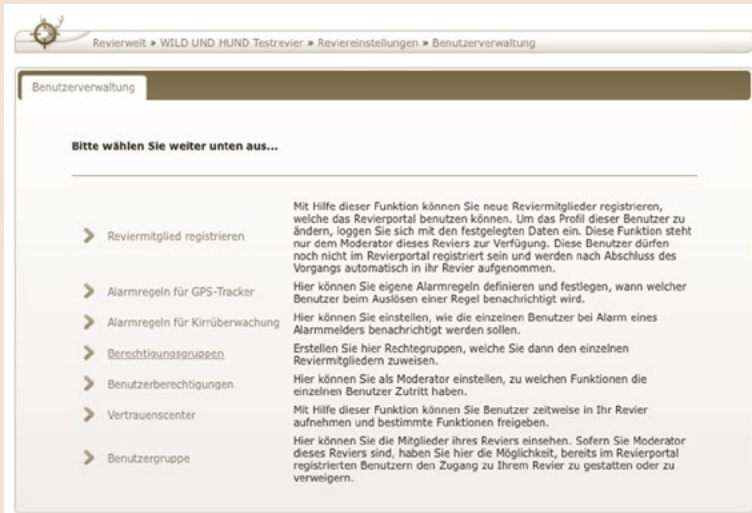 Revierwelt » WILD UND HUND Testrevier » Reviereinstellungen » Benutzerverwaltung
Benutzerverwaltung
Bitte wählen Sie weiter unten aus...
Reviermitglied registrieren
Mit Hilfe dieser Funktion können Sie neue Reviermitglieder registrieren,
welche das Revierportal benutzen können. Um das Profil dieser Benutzer zu
ändern, loggen Sie sich mit den festgelegten Daten ein. Diese Funktion steht
nur dem Moderator dieses Reviers zur Verfügung. Diese Benutzer dürfen
noch nicht im Revierportal registriert sein und werden nach Abschluss des
Vorgangs automatisch in ihr Revier aufgenommen.
Alarmregeln für GPS-Tracker
Hier können Sie eigene Alarmregeln definieren und festlegen, wann welcher
Benutzer beim Auslösen einer Regel benachrichtigt wird.
Alarmregeln für Kirrüberwachung
Hier können Sie einstellen, wie die einzelnen Benutzer bei Alarm eines
Alarmmelders benachrichtigt werden sollen.
Berechtigungsgruppen
Erstellen Sie hier Rechtegruppen, welche Sie dann den einzelnen
Reviermitgliedern zuweisen.
Benutzerberechtigungen
Hier können Sie als Moderator einstellen, zu welchen Funktionen die
einzelnen Benutzer Zutritt haben.
Vertrauenscenter
Mit Hilfe dieser Funktion können Sie Benutzer zeitweise in Ihr Revier
aufnehmen und bestimmte Funktionen freigeben.
Benutzergruppe
Hier können Sie die Mitglieder ihres Reviers einsehen. Sofern Sie Moderator
dieses Reviers sind, haben Sie hier die Möglichkeit, bereits im Revierportal
registrierten Benutzern den Zugang zu Ihrem Revier zu gestatten oder zu
verweigern.